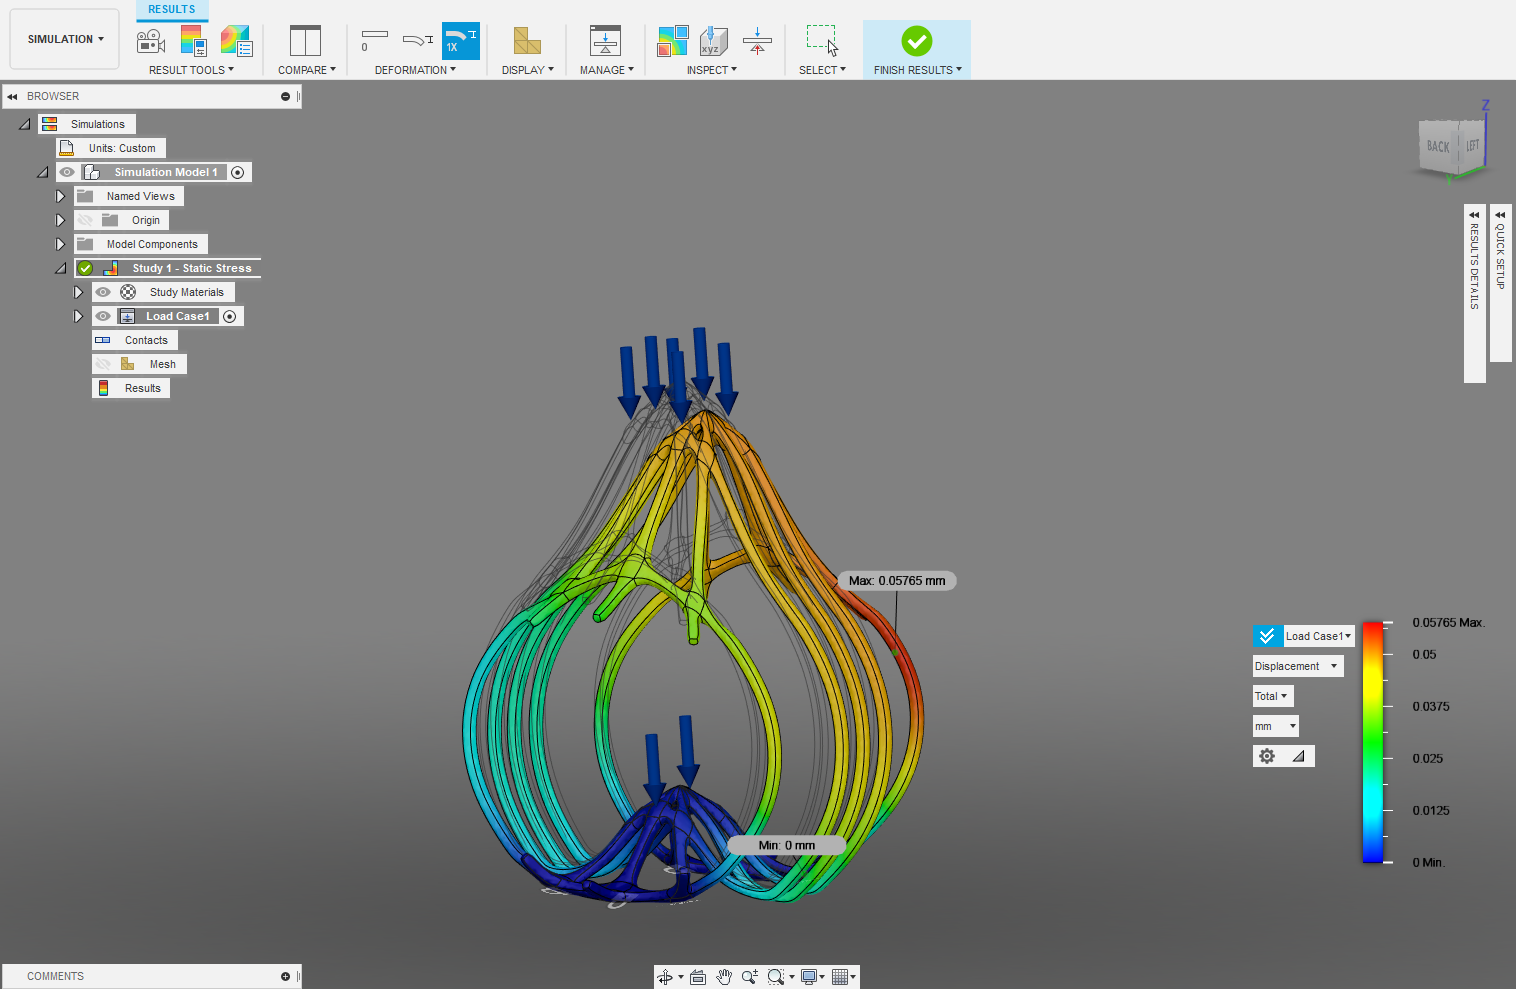 RESULTS
SIMULATION
0
1X
xyz
RESULT TOOLS
COMPARE
DEFORMATION
DISPLAY
MANAGE
INSPECT
SELECT
FINISH RESULTS
BROWSER
Simulations
Units: Custom
Simulation Model 1
Named Views
Origin
Model Components
Study 1 - Static Stress
Study Materials
Load Case1
Contacts
Mesh
Results
Z
BACK
LEFT
Y
RESULTS DETAILS
QUICK SETUP
Max: 0.05765 mm
Min: 0 mm
Load Case1
Displacement
Total
mm
0.05765 Max.
0.05
0.0375
0.025
0.0125
0 Min.
COMMENTS